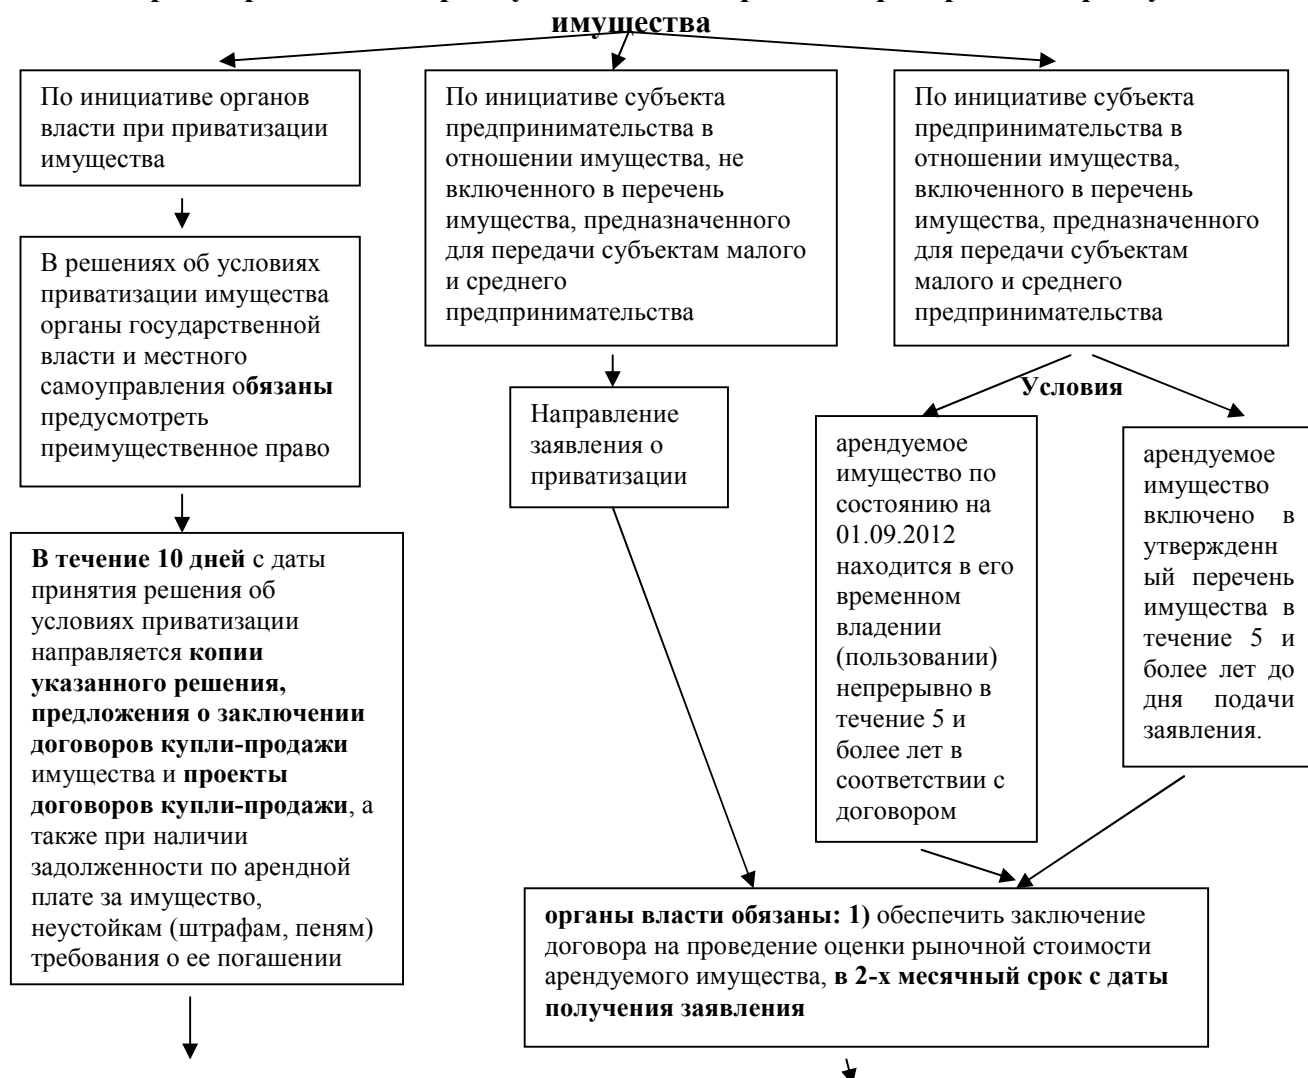 имущества
По инициативе органов
власти при приватизации
имущества
По инициативе субъекта
предпринимательства в
отношении имущества, не
включенного в перечень
имущества, предназначенного
для передачи субъектам малого
и среднего
предпринимательства
По инициативе субъекта
предпринимательства в
отношении имущества,
включенного в перечень
имущества, предназначенного
для передачи субъектам
малого и среднего
предпринимательства
В решениях об условиях
приватизации имущества
органы государственной
власти и местного
самоуправления обязаны
предусмотреть
преимущественное право
Направление
заявления о
приватизации
Условия
арендуемое
имущество по
состоянию на
01.09.2012
находится в его
временном
владении
(пользовании)
непрерывно в
течение 5 и
более лет в
соответствии с
договором
арендуемое
имущество
включено в
утвержденн
ый перечень
имущества в
течение 5 и
более лет до
дня подачи
заявления.
В течение 10 дней с даты
принятия решения об
условиях приватизации
направляется копии
указанного решения,
предложения о заключении
договоров купли-продажи
имущества и проекты
договоров купли-продажи, а
также при наличии
задолженности по арендной
плате за имущество,
неустойкам (штрафам, пеням)
требования о ее погашении
органы власти обязаны: 1) обеспечить заключение
договора на проведение оценки рыночной стоимости
арендуемого имущества, в 2-х месячный срок с даты
получения заявления